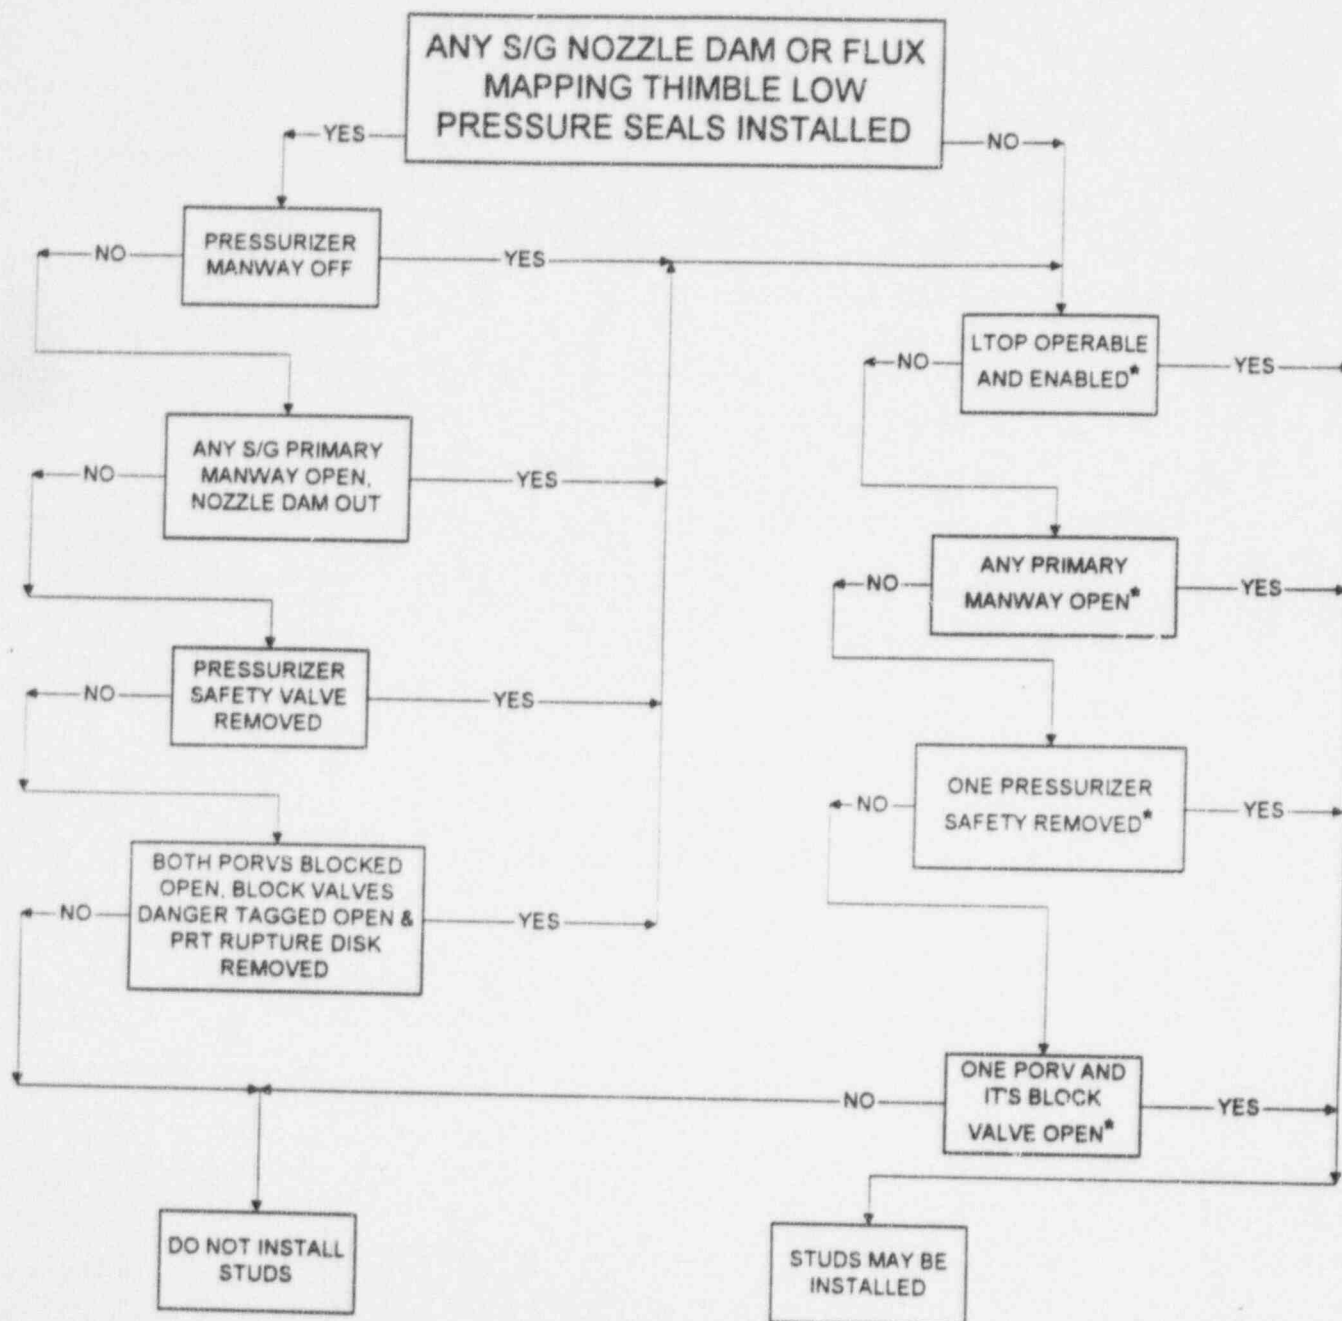 ANY S/G NOZZLE DAM OR FLUX
MAPPING THIMBLE LOW
PRESSURE SEALS INSTALLED
YES
NO
PRESSURIZER
MANWAY OFF
NO
YES
LTOP OPERABLE
AND ENABLED*
NO
YES
ANY S/G PRIMARY
MANWAY OPEN,
NOZZLE DAM OUT
NO
YES
ANY PRIMARY
MANWAY OPEN*
NO
YES
PRESSURIZER
SAFETY VALVE
REMOVED
NO
YES
ONE PRESSURIZER
SAFETY REMOVED*
NO
YES
BOTH PORVS BLOCKED
OPEN, BLOCK VALVES
DANGER TAGGED OPEN &
PRT RUPTURE DISK
REMOVED
NO
YES
ONE PORV AND
IT'S BLOCK
VALVE OPEN*
NO
YES
DO NOT INSTALL
STUDS
STUDS MAY BE
INSTALLED